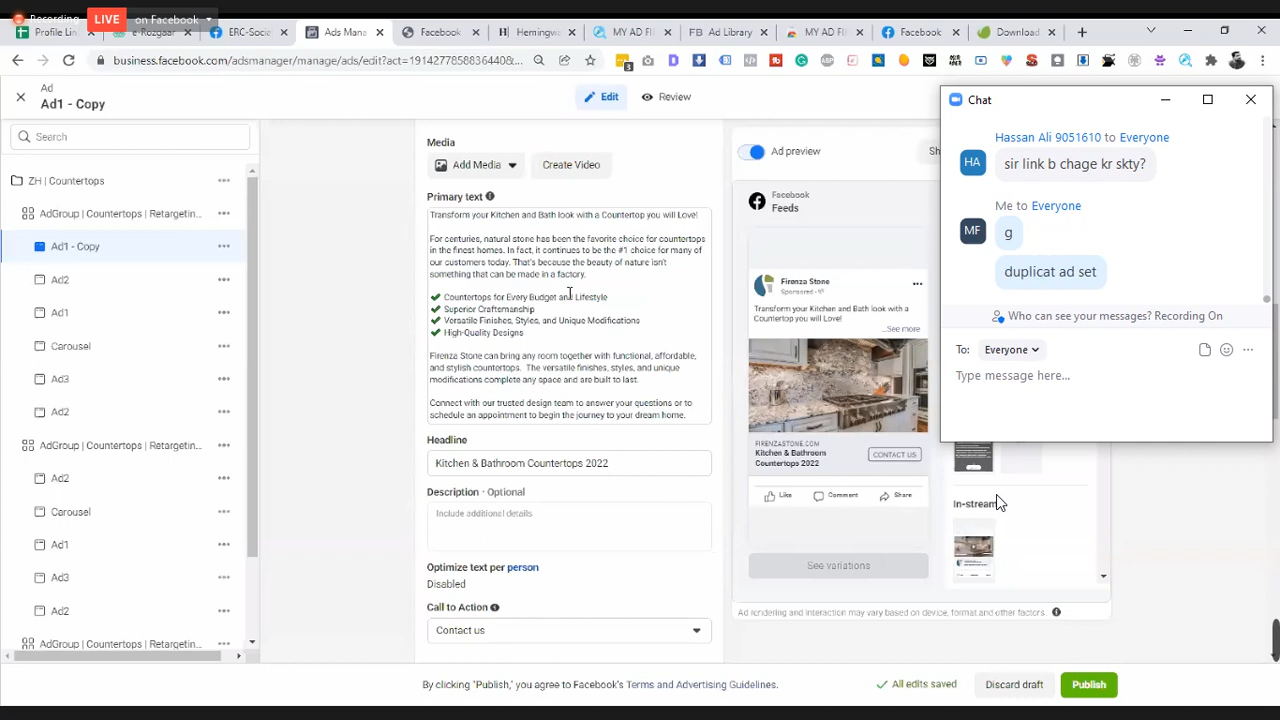 Recording
LIVE
on Facebook
Profile Lin
e-Rozgaar
ERC-Social
Ads Mana
Facebook
Hemingw
MY AD FI
FB Ad Library
MY AD FI
Facebook
Download
business.facebook.com/adsmanager/manage/ads/edit?act=191427788583644080&...
Ad
Ad1 - Copy
Edit
Review
Search
ZH | Countertops
AdGroup | Countertops | Retargetin...
Ad1 - Copy
Ad2
Ad1
Carousel
Ad3
Ad2
AdGroup | Countertops | Retargetin...
Ad2
Carousel
Ad1
Ad3
Ad2
AdGroup | Countertops | Retargetin...
Media
Add Media
Create Video
Primary text
Transform your Kitchen and Bath look with a Countertop you will Love!
For centuries, natural stone has been the favorite choice for countertops
in the finest homes. In fact, it continues to be the #1 choice for many of
our customers today. That's because the beauty of nature isn't
something that can be made in a factory.
✔ Countertops for Every Budget and Lifestyle
✔ Superior Craftsmanship
✔ Versatile Finishes, Styles, and Unique Modifications
✔ High-Quality Designs
Firenza Stone can bring any room together with functional, affordable,
and stylish countertops. The versatile finishes, styles, and unique
modifications complete any space and are built to last.
Connect with our trusted design team to answer your questions or to
schedule an appointment to begin the journey to your dream home.
Headline
Kitchen & Bathroom Countertops 2022
Description · Optional
Include additional details
Optimize text per person
Disabled
Call to Action
Contact us
Ad preview
Sh
Facebook
Feeds
Firenza Stone
Sponsored
Transform your Kitchen and Bath look with a
Countertop you will Love!
...See more
FIRENZASTONE.COM
Kitchen & Bathroom
Countertops 2022
CONTACT US
Like
Comment
Share
See variations
In-stream
Ad rendering and interaction may vary based on device, format and other factors.
By clicking "Publish," you agree to Facebook's Terms and Advertising Guidelines.
All edits saved
Discard draft
Publish
Chat
Hassan Ali 9051610 to Everyone
HA
sir link b chage kr skty?
Me to Everyone
MF
g
duplicat ad set
Who can see your messages? Recording On
To:
Everyone
Type message here...